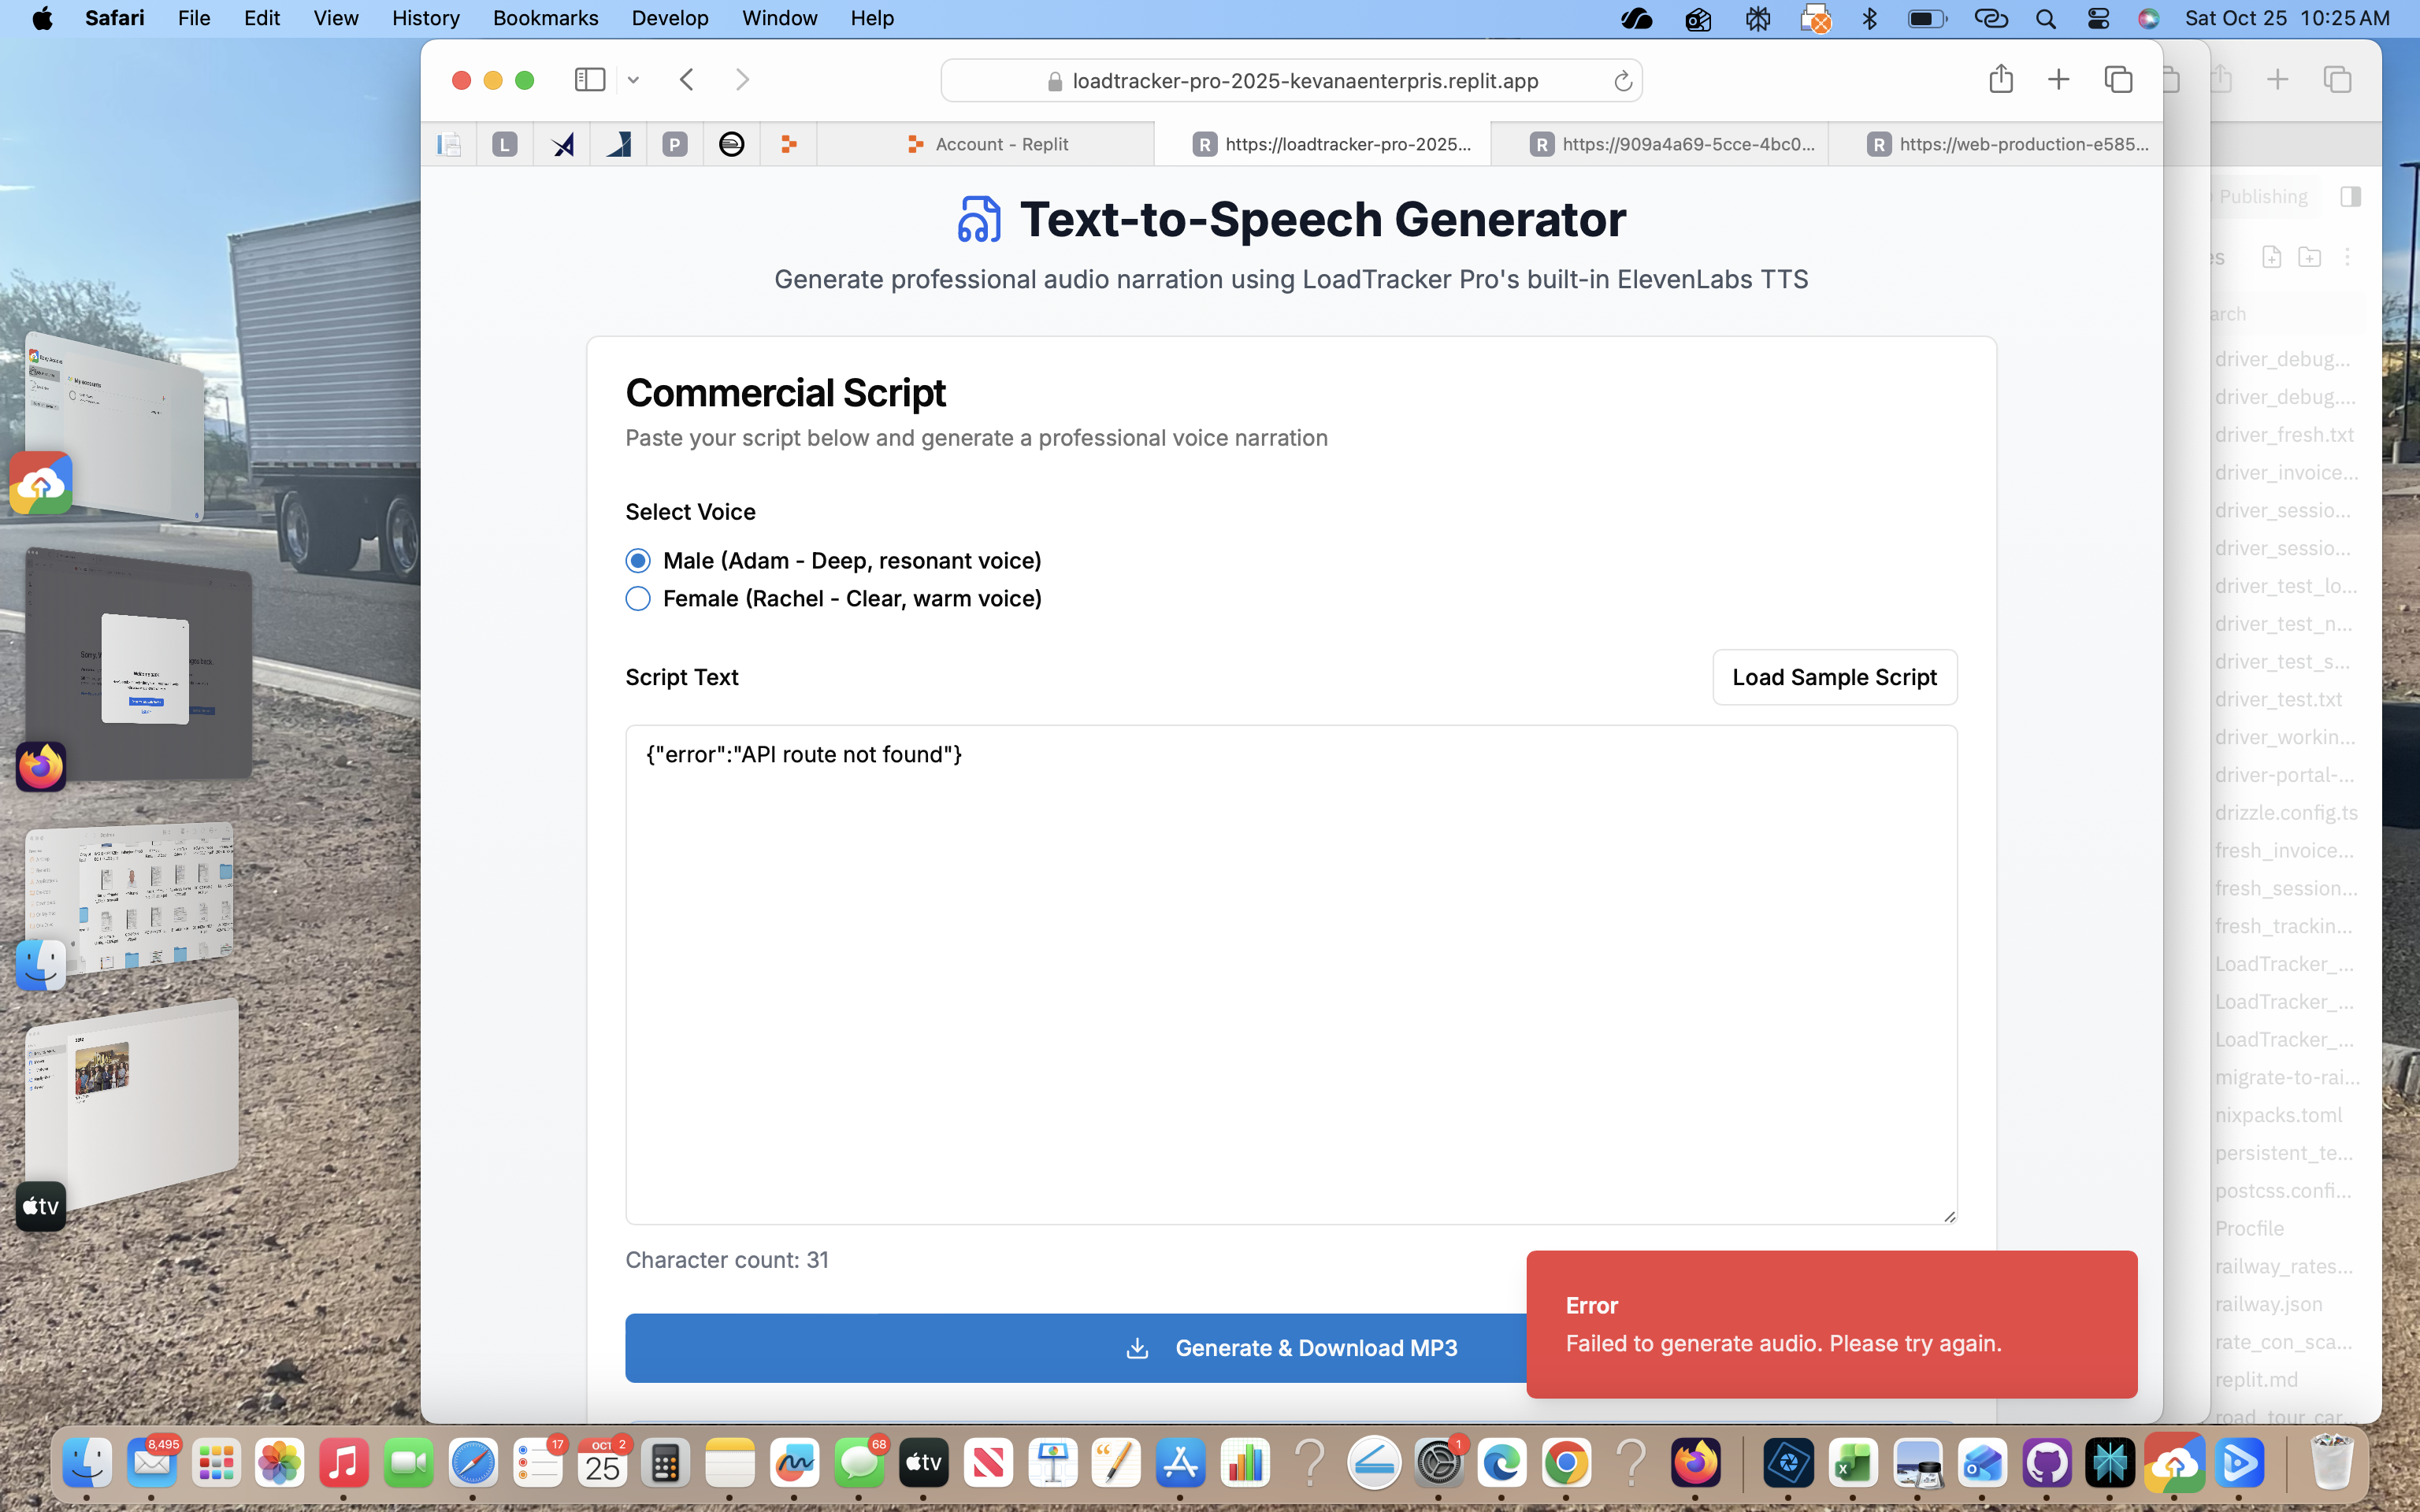 Safari File Edit View History Bookmarks Develop Window Help Sat Oct 25 10:25 AM
loadtracker-pro-2025-kevanaenterpris.replit.app
L P Account - Replit R https://loadtracker-pro-2025... R https://909a4a69-5cce-4bc0... R https://web-production-e585...
Publishing
Text-to-Speech Generator
Generate professional audio narration using LoadTracker Pro's built-in ElevenLabs TTS
Commercial Script
Paste your script below and generate a professional voice narration
Select Voice
Male (Adam - Deep, resonant voice)
Female (Rachel - Clear, warm voice)
Script Text
Load Sample Script
{"error":"API route not found"}
Character count: 31
Generate & Download MP3
Error
Failed to generate audio. Please try again.
es
arch
driver_debug...
driver_debug....
driver_fresh.txt
driver_invoice...
driver_sessio...
driver_sessio...
driver_test_lo...
driver_test_n...
driver_test_s...
driver_test.txt
driver_workin...
driver-portal-...
drizzle.config.ts
fresh_invoice...
fresh_session...
fresh_trackin...
LoadTracker_...
LoadTracker_...
LoadTracker_...
migrate-to-rai...
nixpacks.toml
persistent_te...
postcss.confi...
Procfile
railway_rates...
railway.json
rate_con_sca...
replit.md
road_tour_car...
My accounts
tv
8,495
17
OCT 2
25
68
tv
1